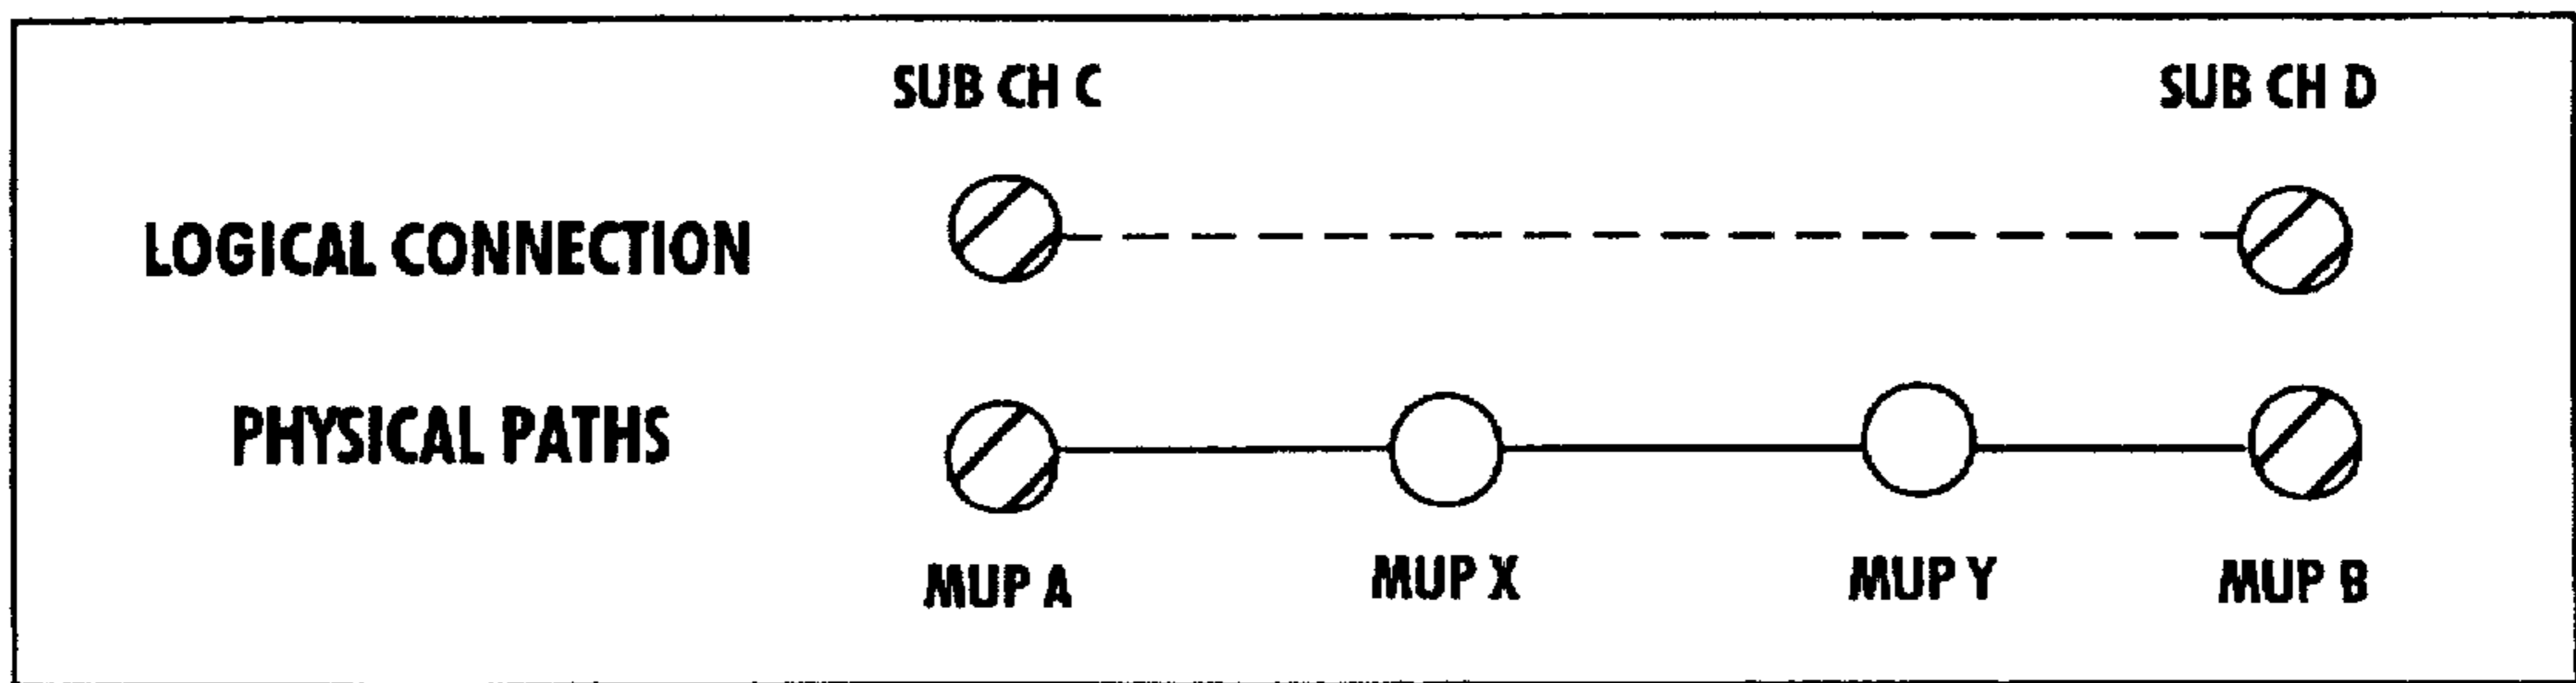 SUB CH C
SUB CH D
LOGICAL CONNECTION
PHYSICAL PATHS
MUP A
MUP X
MUP Y
MUP B